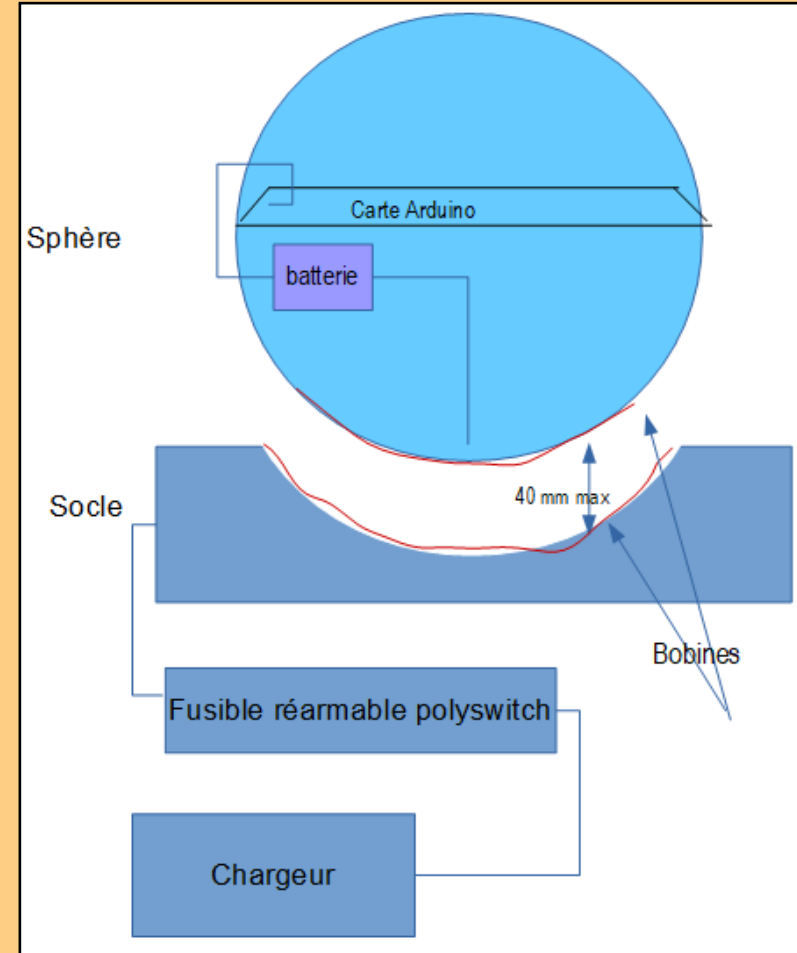 Carte Arduino
Sphère
batterie
40 mm max
Socle
Bobines
Fusible réarmable polyswitch
Chargeur